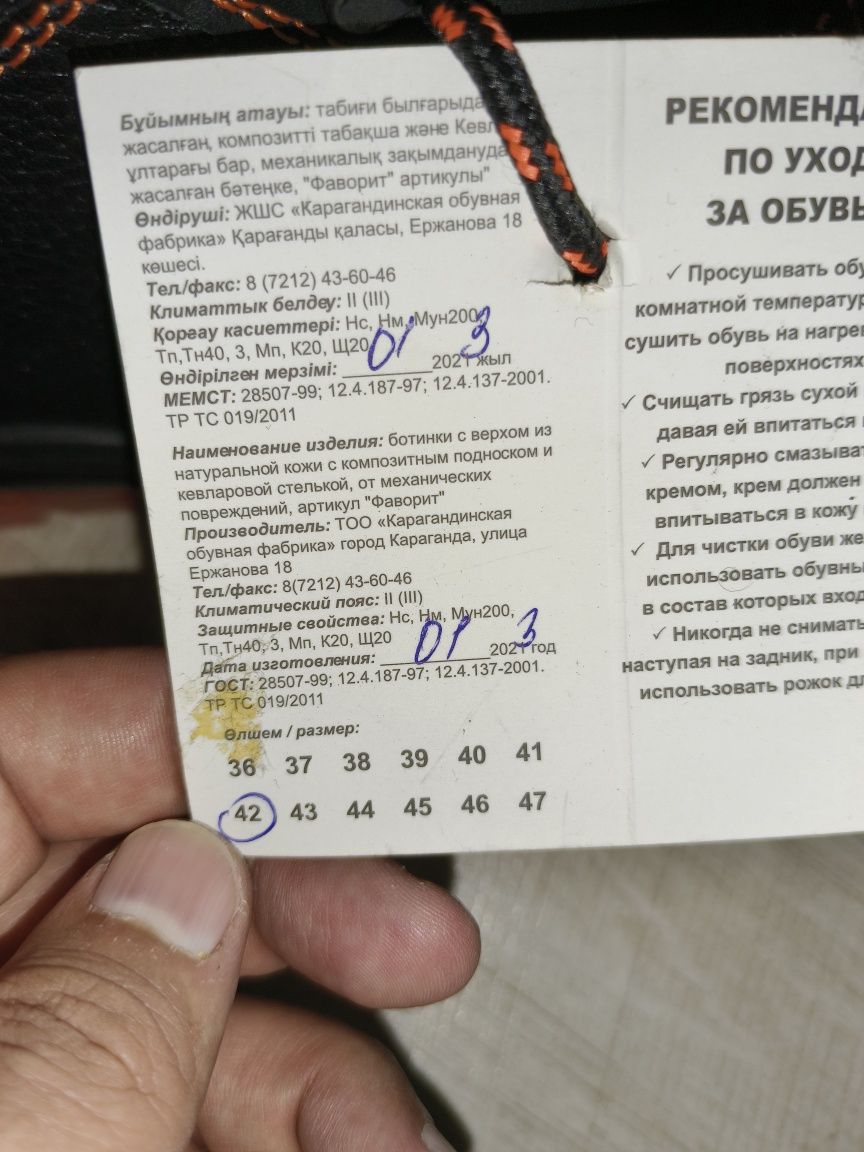 Бұйымның атауы: табиғи былғарыда
жасалған, композитті табақша және Кевл
ұлтарағы бар, механикалық зақымдануда
жасалған бәтеңке, "Фаворит" артикулы"
Өндіруші: ЖШС «Карагандинская обувная
фабрика» Қарағанды қаласы, Ержанова 18
көшесі.
Тел./факс: 8 (7212) 43-60-46
Климаттық белдеу: II (III)
Қорғау касиеттері: Нс, Нм, Мун200,
Тп,Тн40, 3, Мп, К20, Щ20
Өндірілген мерзімі: 01 2023 жыл
МЕМСТ: 28507-99; 12.4.187-97; 12.4.137-2001.
ТР ТС 019/2011
Наименование изделия: ботинки с верхом из
натуральной кожи с композитным подноском и
кевларовой стелькой, от механических
повреждений, артикул "Фаворит"
Производитель: ТОО «Карагандинская
обувная фабрика» город Караганда, улица
Ержанова 18
Тел./факс: 8(7212) 43-60-46
Климатический пояс: II (III)
Защитные свойства: Нс, Нм, Мун200,
Тп,Тн40, 3, Мп, К20, Щ20
Дата изготовления: 01 2023 год
ГОСТ: 28507-99; 12.4.187-97; 12.4.137-2001.
ТР ТС 019/2011
Өлшем / размер:
36 37 38 39 40 41
42 43 44 45 46 47
РЕКОМЕНДА
ПО УХОД
ЗА ОБУВЬ
✓ Просушивать обу
комнатной температур
сушить обувь на нагрев
поверхностях
✓ Счищать грязь сухой
давая ей впитаться
✓ Регулярно смазыват
кремом, крем должен
впитываться в кожу
✓ Для чистки обуви же
использовать обувны
в состав которых вход
✓ Никогда не снимать
наступая на задник, при
использовать рожок дл